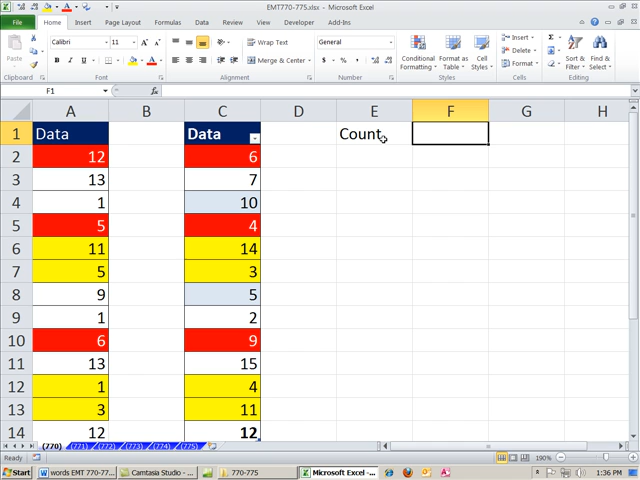 EMT770-775.xlsx - Microsoft Excel
File Home Insert Page Layout Formulas Data Review View Developer Add-Ins
Paste Calibri 11 Wrap Text General Conditional Formatting Format as Table Cell Styles Insert Sort & Filter Find & Select
B I U Merge & Center $ % , Delete
Format
Clipboard Font Alignment Number Styles Cells Editing
F1 fx
A B C D E F G H
1 Data Data Count
2 12 6
3 13 7
4 1 10
5 5 4
6 11 14
7 5 3
8 9 5
9 1 2
10 6 9
11 13 15
12 1 4
13 3 11
14 12 12
(770) (771) (772) (773) (774) (775)
Ready 190%
Start words EMT 770-77... Camtasia Studio - ... 770-775 Microsoft Excel - ... 1:36 PM